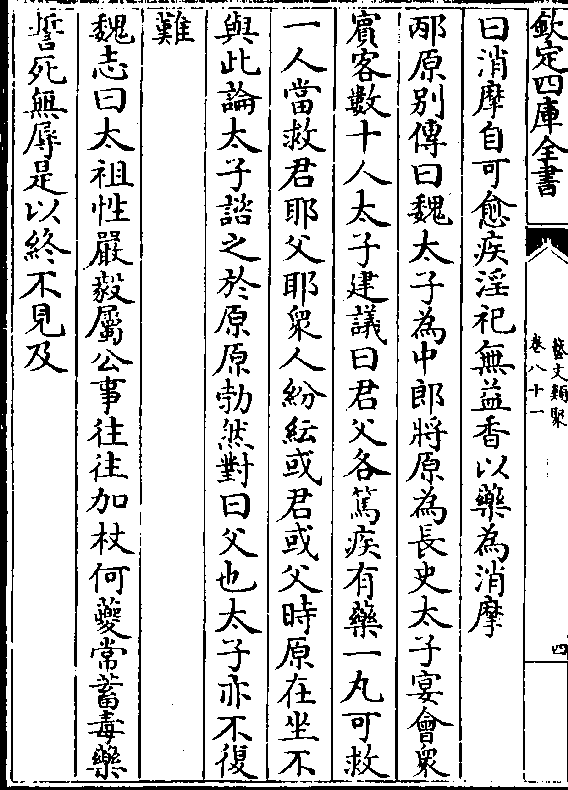 欽定四庫全書
藝文類聚
卷八十一
四
曰消摩自可愈疾淫祀無益香以藥為消摩
邴原别傳曰魏太子為中郎將原為長史太子宴會衆
賓客數十人太子建議曰君父各篤疾有藥一丸可救
一人當救君耶父耶衆人紛紜或君或父時原在坐不
與此論太子諮之於原原勃然對曰父也太子亦不復
難
魏志曰太祖性嚴毅屬公事往往加杖何夔常蓄毒藥
誓死無辱是以終不見及